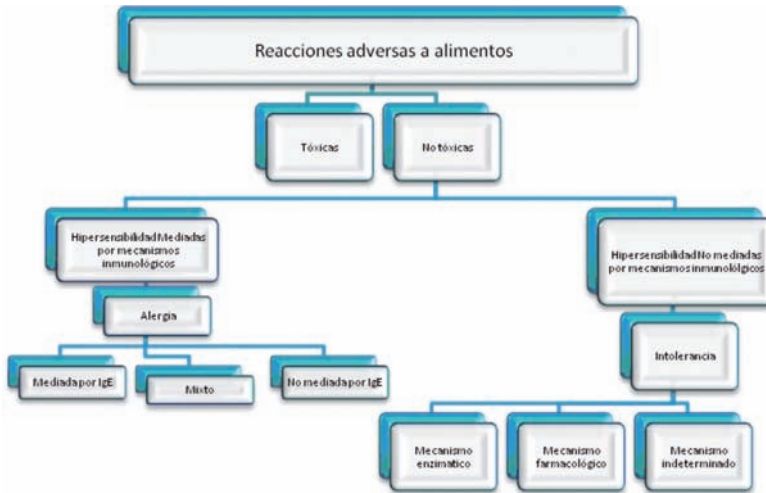 Reacciones adversas a alimentos
Tóxicas
No tóxicas
Hipersensibilidad Mediadas
por mecanismos
inmunológicos
Hipersensibilidad No mediadas
por mecanismos inmunolólgicos
Alergia
Intolerancia
Mediada por IgE
Mixto
No mediada por IgE
Mecanismo
enzimático
Mecanismo
farmacológico
Mecanismo
indeterminado